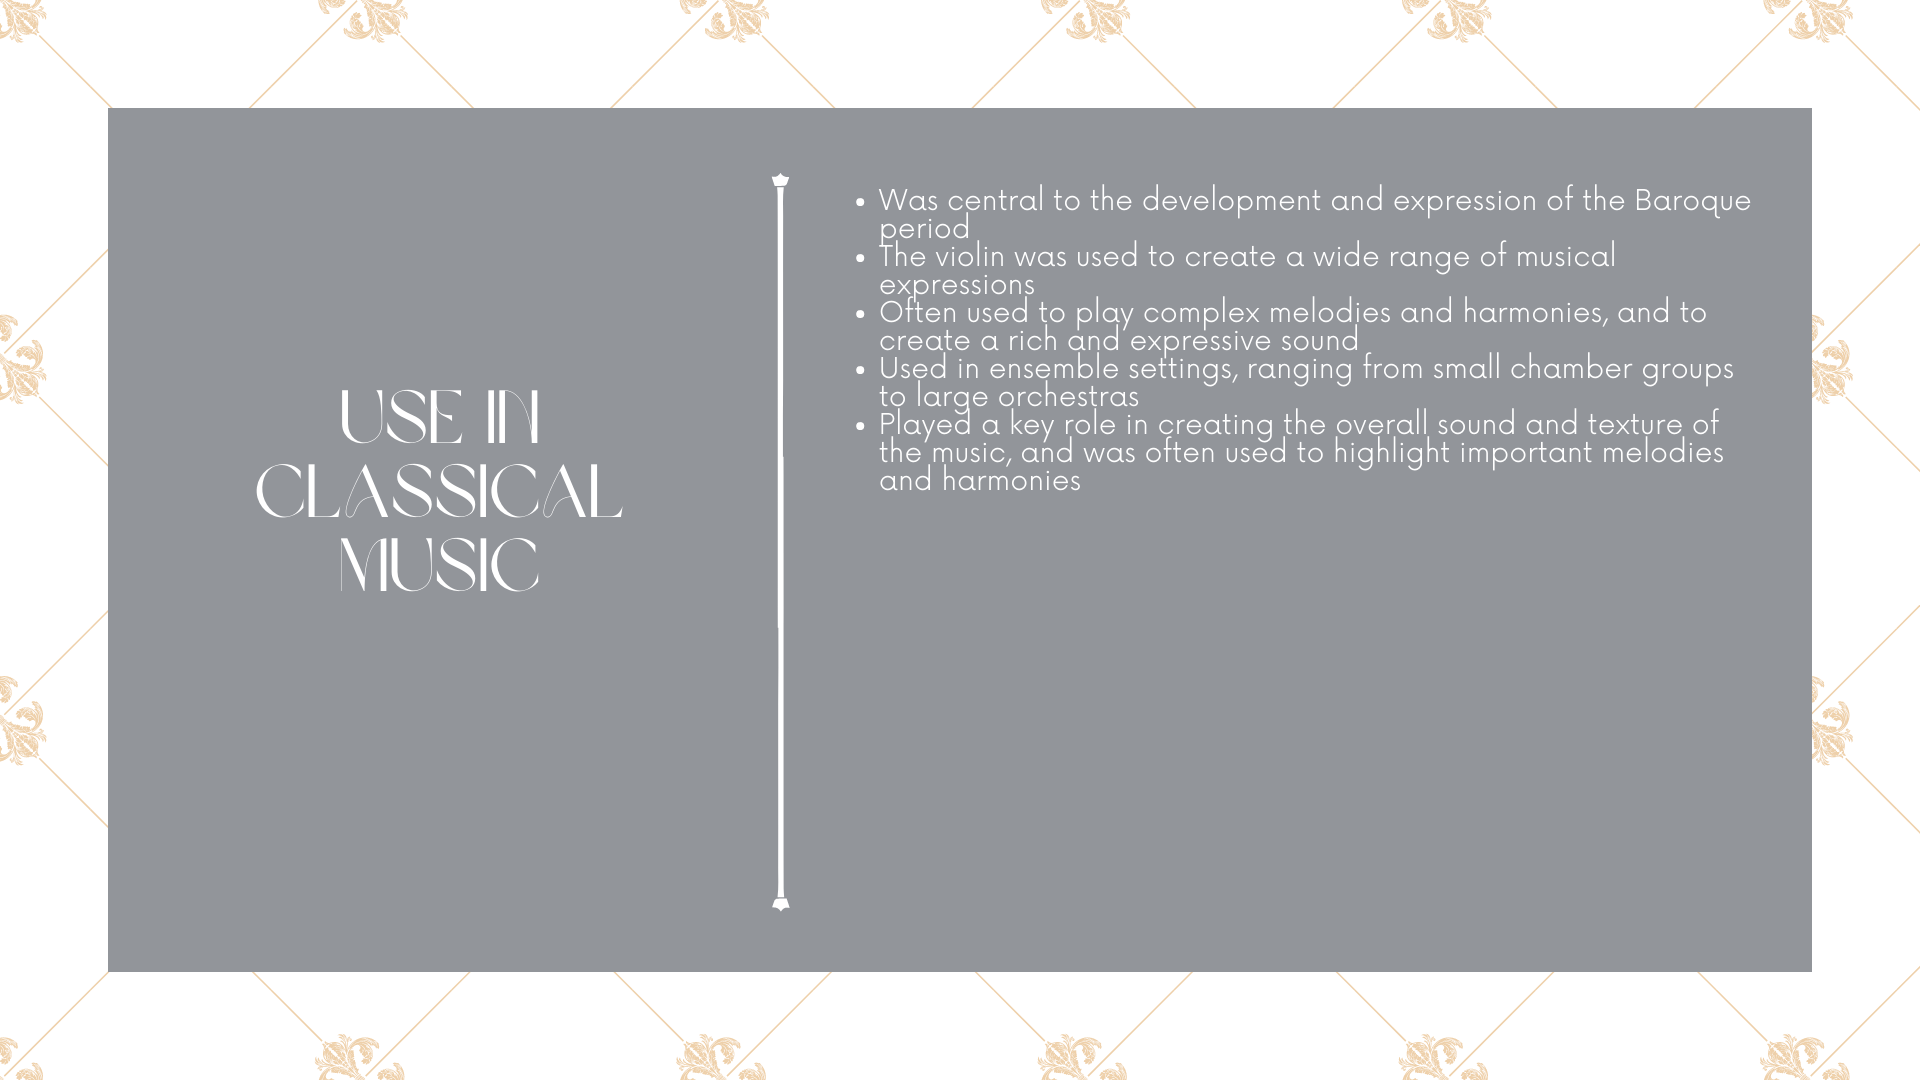 USE IN
CLASSICAL
MUSIC
• Was central to the development and expression of the Baroque
period
• The violin was used to create a wide range of musical
expressions
• Often used to play complex melodies and harmonies, and to
create a rich and expressive sound
• Used in ensemble settings, ranging from small chamber groups
to large orchestras
• Played a key role in creating the overall sound and texture of
the music, and was often used to highlight important melodies
and harmonies